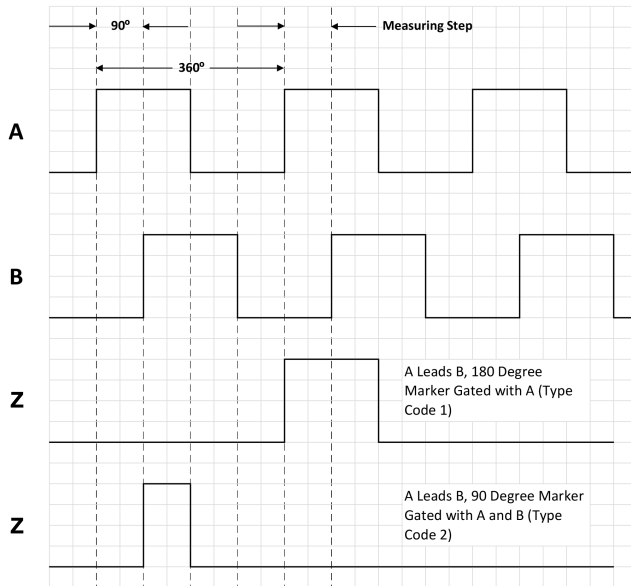 90º
Measuring Step
360º
A
B
Z
A Leads B, 180 Degree
Marker Gated with A (Type
Code 1)
Z
A Leads B, 90 Degree Marker
Gated with A and B (Type
Code 2)